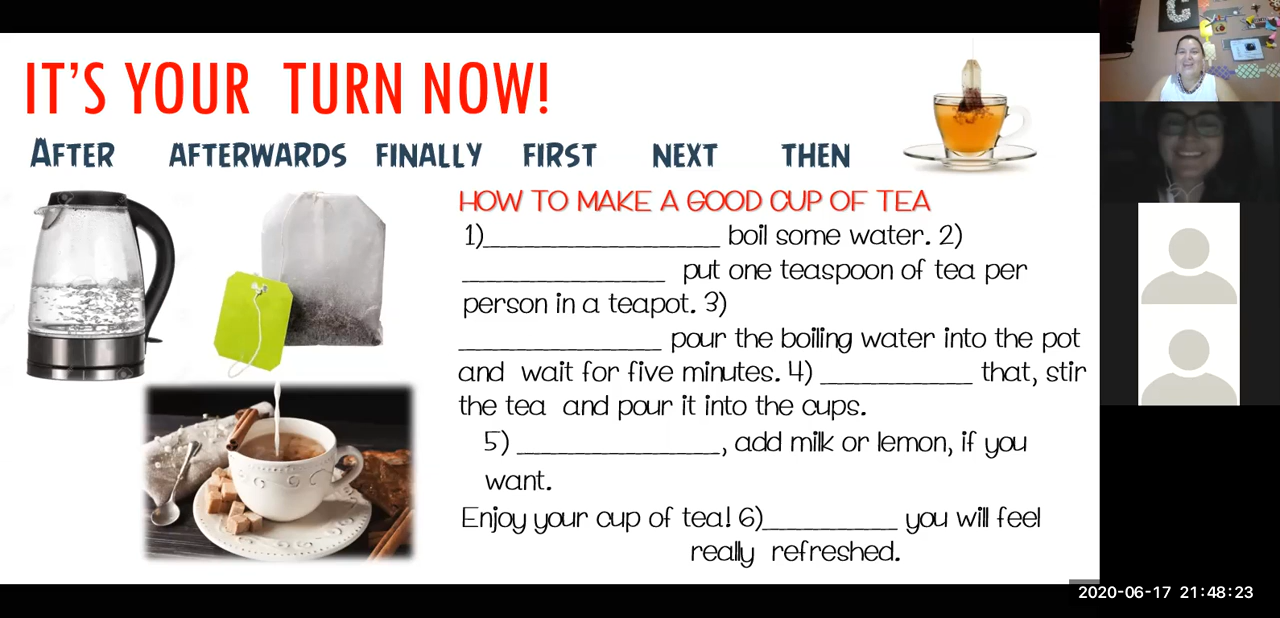 IT'S YOUR TURN NOW!
AFTER AFTERWARDS FINALLY FIRST NEXT THEN
HOW TO MAKE A GOOD CUP OF TEA
1)________________ boil some water. 2)
______________ put one teaspoon of tea per
person in a teapot. 3)
______________ pour the boiling water into the pot
and wait for five minutes. 4) __________ that, stir
the tea and pour it into the cups.
5) ______________, add milk or lemon, if you
want.
Enjoy your cup of tea! 6)_________ you will feel
really refreshed.
C
2020-06-17 21:48:23